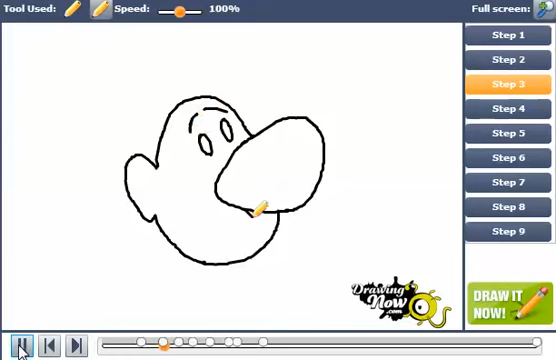 Tool Used: Speed: 100% Full screen:
Step 1
Step 2
Step 3
Step 4
Step 5
Step 6
Step 7
Step 8
Step 9
Drawing
Now.com
DRAW IT
NOW!